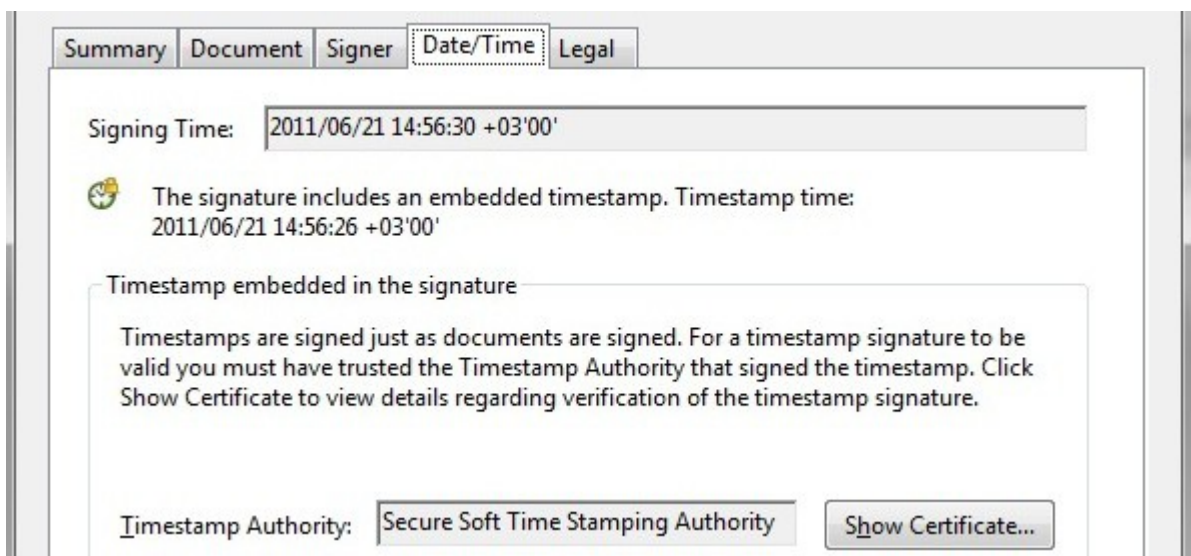 Summary Document Signer Date/Time Legal
Signing Time: 2011/06/21 14:56:30 +03'00'
The signature includes an embedded timestamp. Timestamp time:
2011/06/21 14:56:26 +03'00'
Timestamp embedded in the signature
Timestamps are signed just as documents are signed. For a timestamp signature to be
valid you must have trusted the Timestamp Authority that signed the timestamp. Click
Show Certificate to view details regarding verification of the timestamp signature.
Timestamp Authority: Secure Soft Time Stamping Authority Show Certificate...